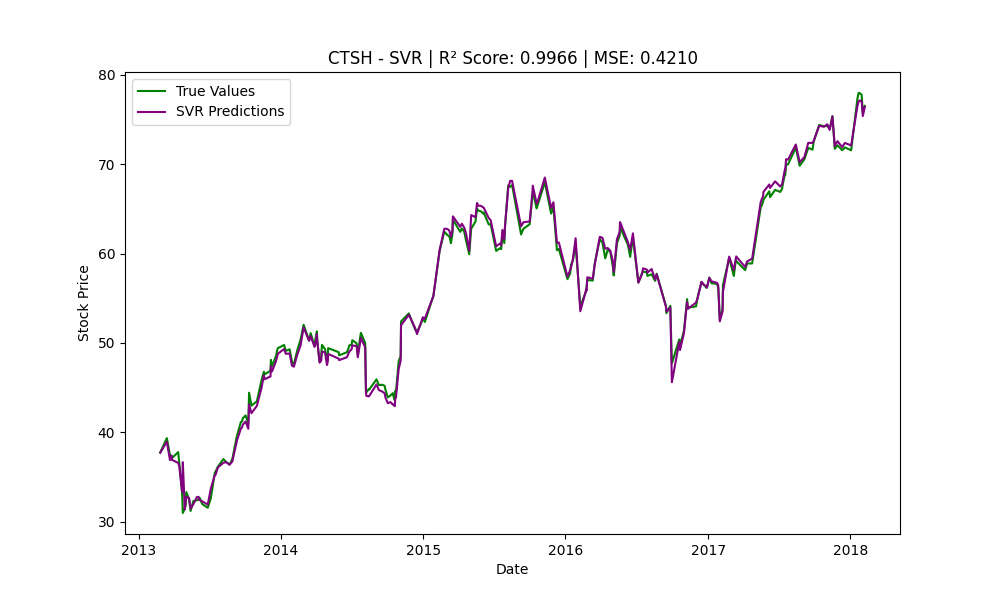 CTSH - SVR | R² Score: 0.9966 | MSE: 0.4210
True Values
SVR Predictions
80
70
60
50
40
30
Stock Price
2013 2014 2015 2016 2017 2018
Date